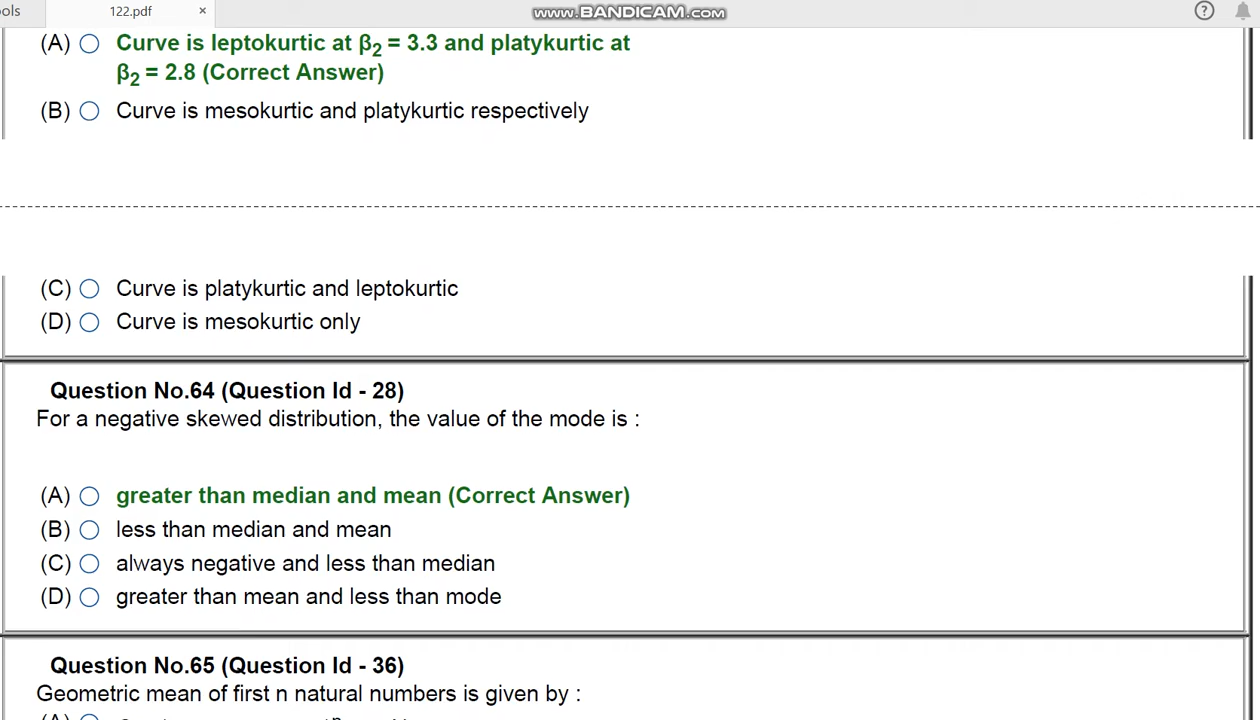 ols
122.pdf
×
www.BANDICAM.com
?
(A) Curve is leptokurtic at β₂ = 3.3 and platykurtic at
β₂ = 2.8 (Correct Answer)
(B) Curve is mesokurtic and platykurtic respectively
(C) Curve is platykurtic and leptokurtic
(D) Curve is mesokurtic only
Question No.64 (Question Id - 28)
For a negative skewed distribution, the value of the mode is :
(A) greater than median and mean (Correct Answer)
(B) less than median and mean
(C) always negative and less than median
(D) greater than mean and less than mode
Question No.65 (Question Id - 36)
Geometric mean of first n natural numbers is given by :
(A)